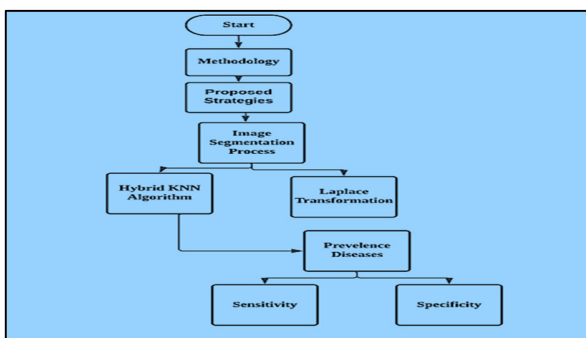 Start
Methodology
Proposed
Strategies
Image
Segmentation
Process
Hybrid KNN
Algorithm
Laplace
Transformation
Prevelence
Diseases
Sensitivity
Specificity